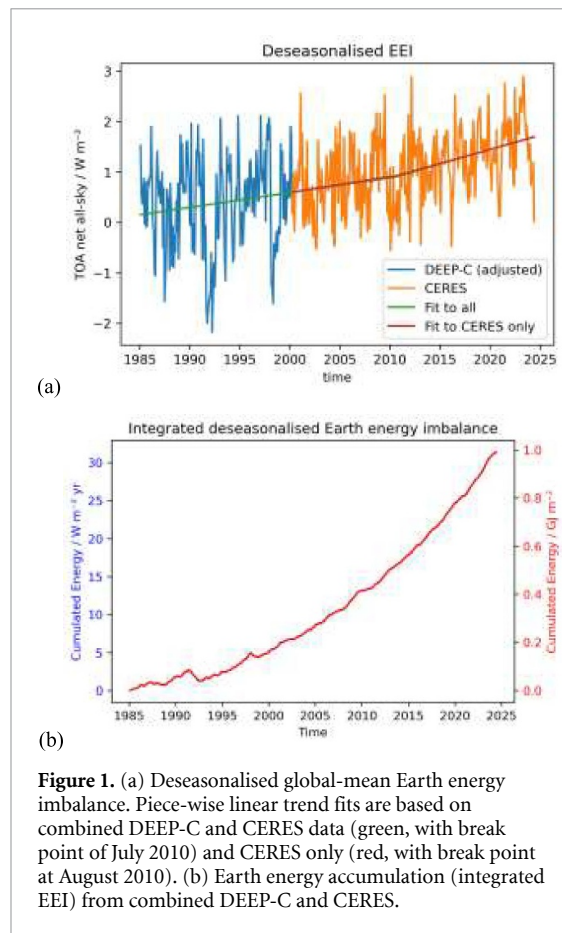 Deseasonalised EEI
TOA net all-sky / W m⁻²
3
2
1
0
−1
−2
DEEP-C (adjusted)
CERES
Fit to all
Fit to CERES only
1985 1990 1995 2000 2005 2010 2015 2020 2025
time
(a)
Integrated deseasonalised Earth energy imbalance
Cumulated Energy / W m⁻² yr
30
25
20
15
10
5
0
1.0
0.8
0.6
0.4
0.2
0.0
Cumulated Energy / GJ m⁻²
1985 1990 1995 2000 2005 2010 2015 2020 2025
Time
(b)
Figure 1. (a) Deseasonalised global-mean Earth energy
imbalance. Piece-wise linear trend fits are based on
combined DEEP-C and CERES data (green, with break
point of July 2010) and CERES only (red, with break point
at August 2010). (b) Earth energy accumulation (integrated
EEI) from combined DEEP-C and CERES.